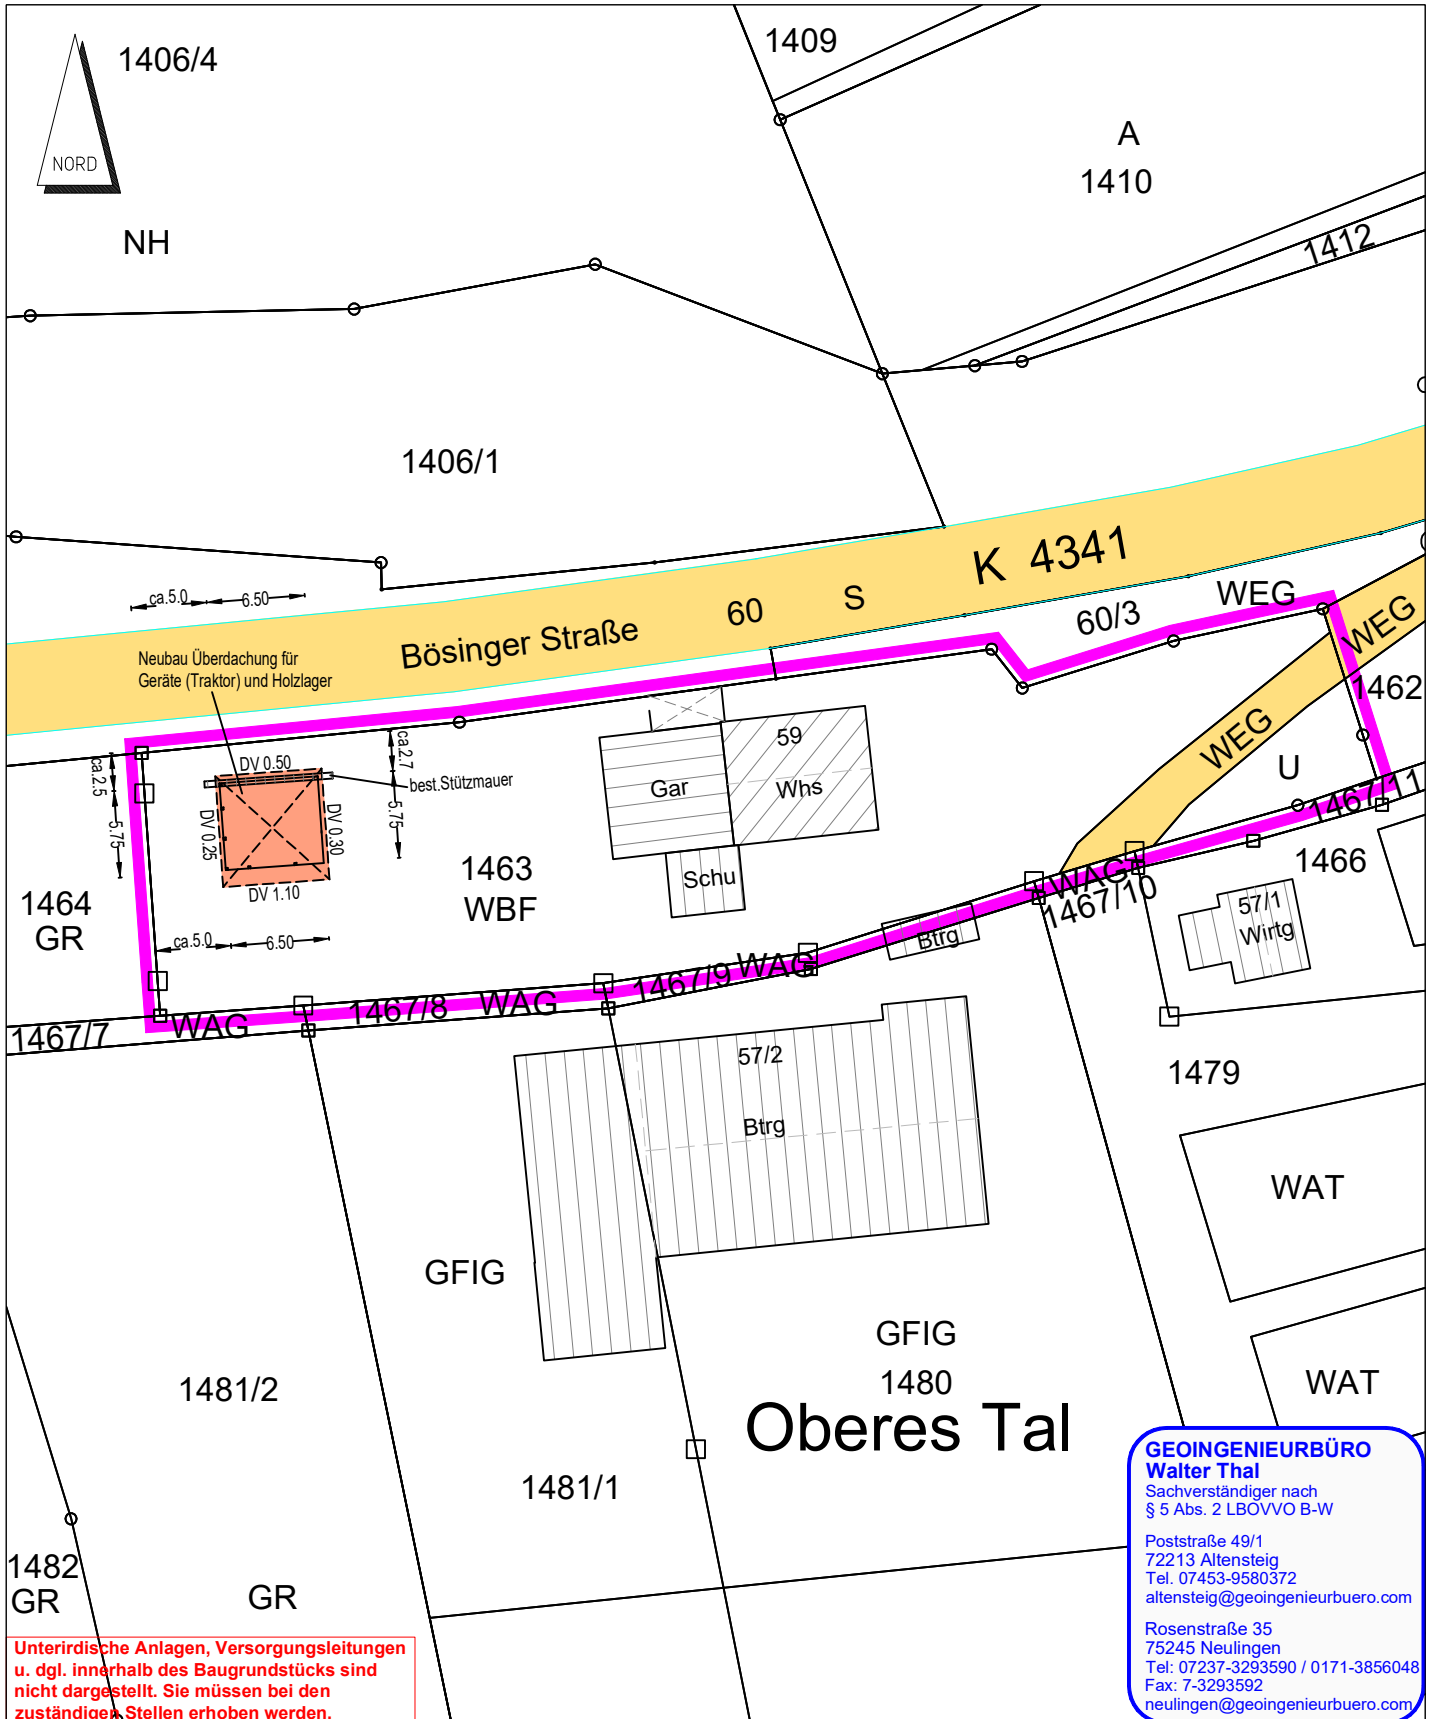 1406/4
1409
NORD
A
1410
NH
1412
1406/1
K 4341
ca.5.0
6.50
60
S
60/3
WEG
WEG
Bösinger Straße
Neubau Überdachung für
Geräte (Traktor) und Holzlager
1462
WEG
59
ca.2.7
ca.2.5
DV 0.50
best.Stützmauer
Gar
Whs
U
1467/11
5.75
5.75
DV 0.25
DV 0.30
1463
WBF
Schu
1466
DV 1.10
WAG
1467/10
1464
GR
57/1
Wirtg
ca.5.0
6.50
Btrg
WAG
1467/9
WAG
1467/8
WAG
1467/7
57/2
Btrg
1479
WAT
GFIG
GFIG
1480
WAT
1481/2
Oberes Tal
1481/1
1482
GR
GR
Unterirdische Anlagen, Versorgungsleitungen
u. dgl. innerhalb des Baugrundstücks sind
nicht dargestellt. Sie müssen bei den
zuständigen Stellen erhoben werden.
GEOINGENIEURBÜRO
Walter Thal
Sachverständiger nach
§ 5 Abs. 2 LBOVVO B-W
Poststraße 49/1
72213 Altensteig
Tel. 07453-9580372
altensteig@geoingenieurbuero.com
Rosenstraße 35
75245 Neulingen
Tel: 07237-3293590 / 0171-3856048
Fax: 7-3293592
neulingen@geoingenieurbuero.com